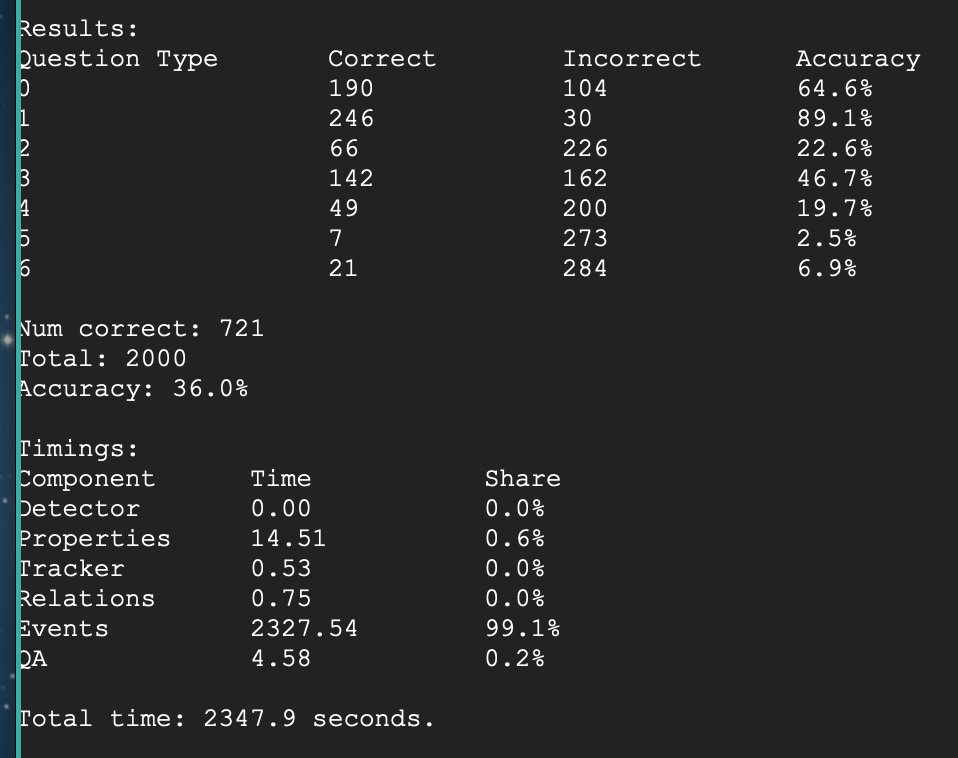 Results:
Question Type Correct Incorrect Accuracy
0 190 104 64.6%
1 246 30 89.1%
2 66 226 22.6%
3 142 162 46.7%
4 49 200 19.7%
5 7 273 2.5%
6 21 284 6.9%
Num correct: 721
Total: 2000
Accuracy: 36.0%
Timings:
Component Time Share
Detector 0.00 0.0%
Properties 14.51 0.6%
Tracker 0.53 0.0%
Relations 0.75 0.0%
Events 2327.54 99.1%
QA 4.58 0.2%
Total time: 2347.9 seconds.